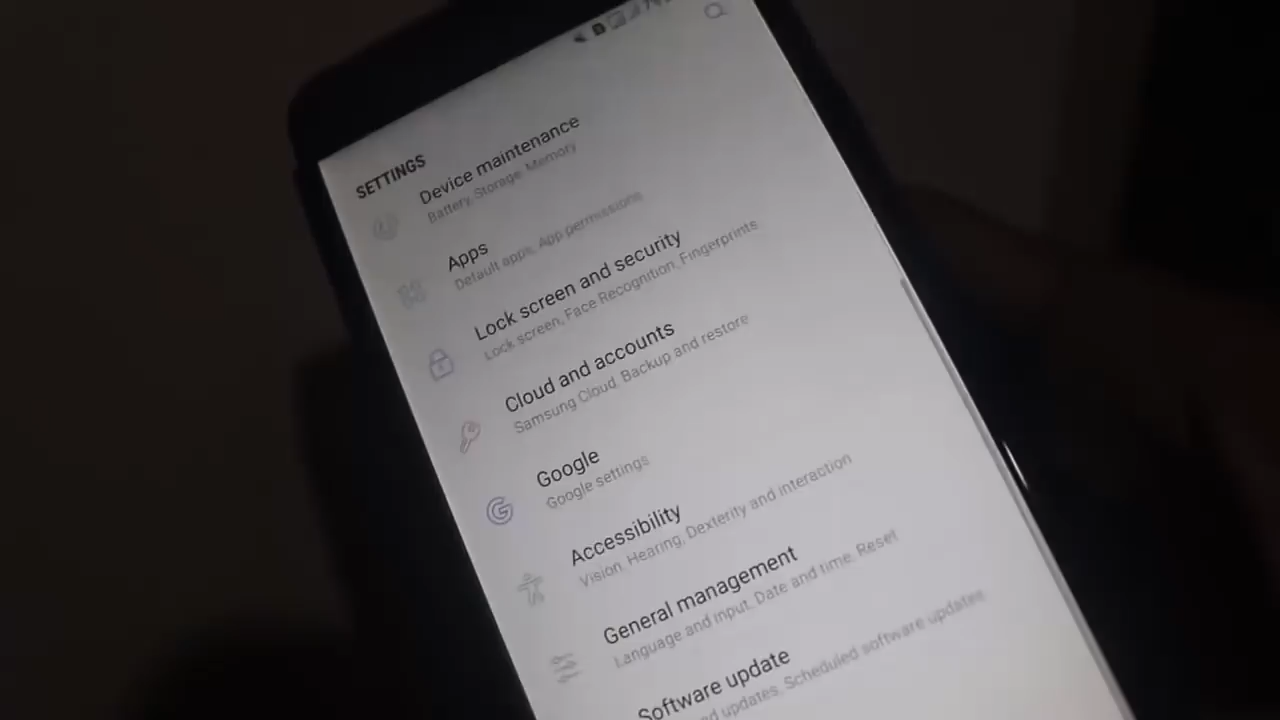 SETTINGS
Device maintenance
Battery, Storage, Memory
Apps
Default apps, App permissions
Lock screen and security
Lock screen, Face Recognition, Fingerprints
Cloud and accounts
Samsung Cloud, Backup and restore
Google
Google settings
Accessibility
Vision, Hearing, Dexterity and interaction
General management
Language and input, Date and time, Reset
Software update
updates, Scheduled software updates